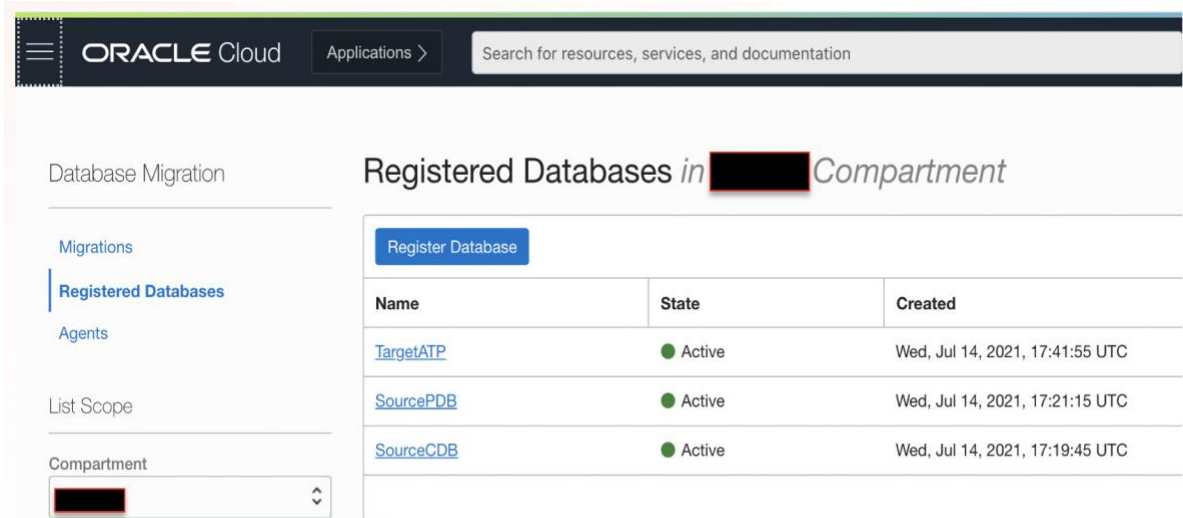 ORACLE Cloud
Applications >
Search for resources, services, and documentation
Database Migration
Migrations
Registered Databases
Agents
List Scope
Compartment
Registered Databases in Compartment
Register Database
Name State Created
TargetATP Active Wed, Jul 14, 2021, 17:41:55 UTC
SourcePDB Active Wed, Jul 14, 2021, 17:21:15 UTC
SourceCDB Active Wed, Jul 14, 2021, 17:19:45 UTC